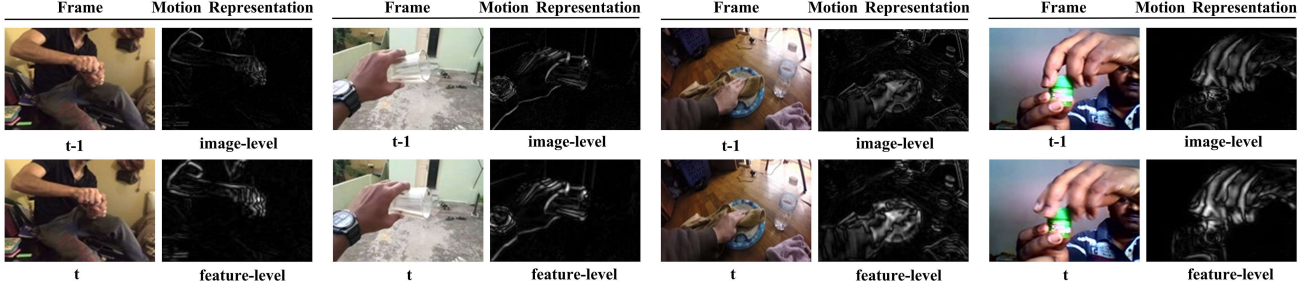 Frame Motion Representation Frame Motion Representation Frame Motion Representation Frame Motion Representation
t-1 image-level t-1 image-level t-1 image-level t-1 image-level
t feature-level t feature-level t feature-level t feature-level